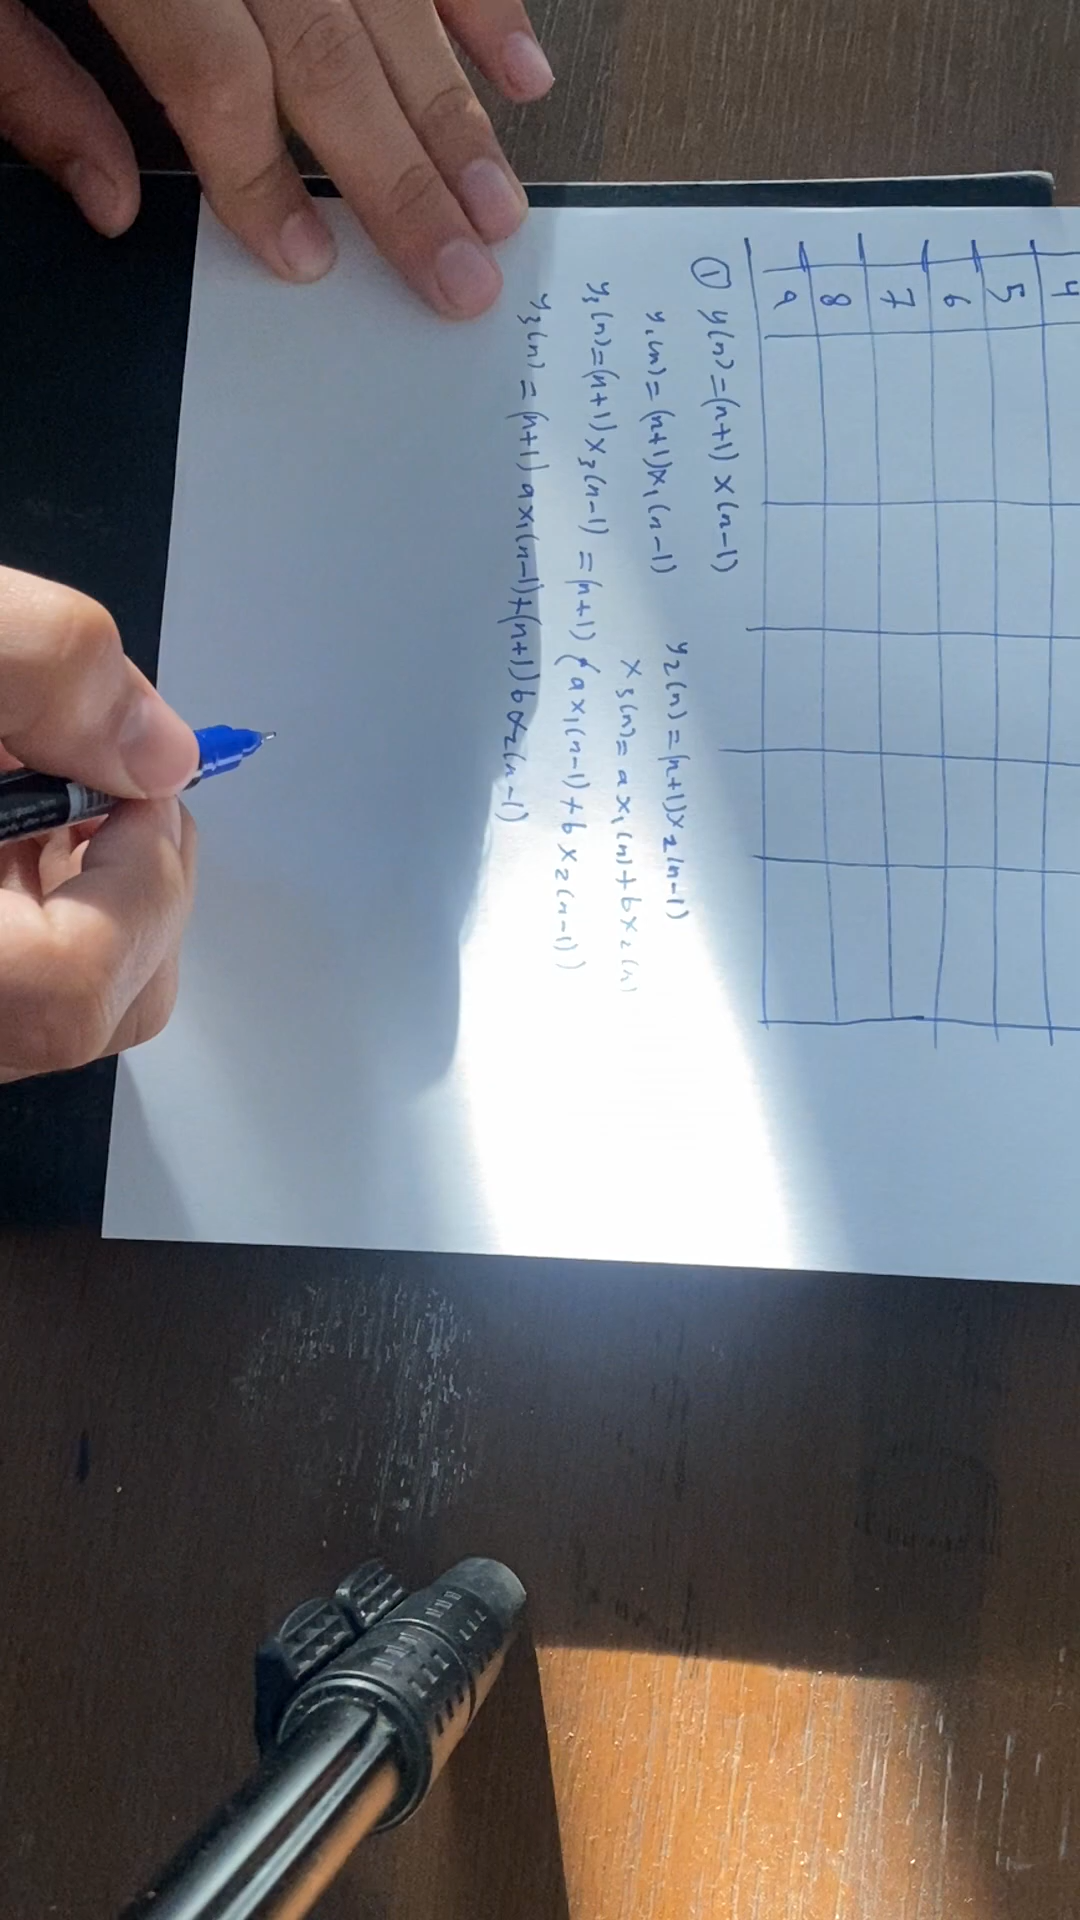 4
5
6
7
8
9
① y(n) = (n+1) x(n-1)
y₁(n) = (n+1)x₁(n-1) y₂(n) = (n+1)x₂(n-1)
x₃(n) = a x₁(n) + b x₂(n)
y₃(n) = (n+1) x₃(n-1) = (n+1) (a x₁(n-1) + b x₂(n-1))
y₃(n) = (n+1) a x₁(n-1) + (n+1) b x₂(n-1)